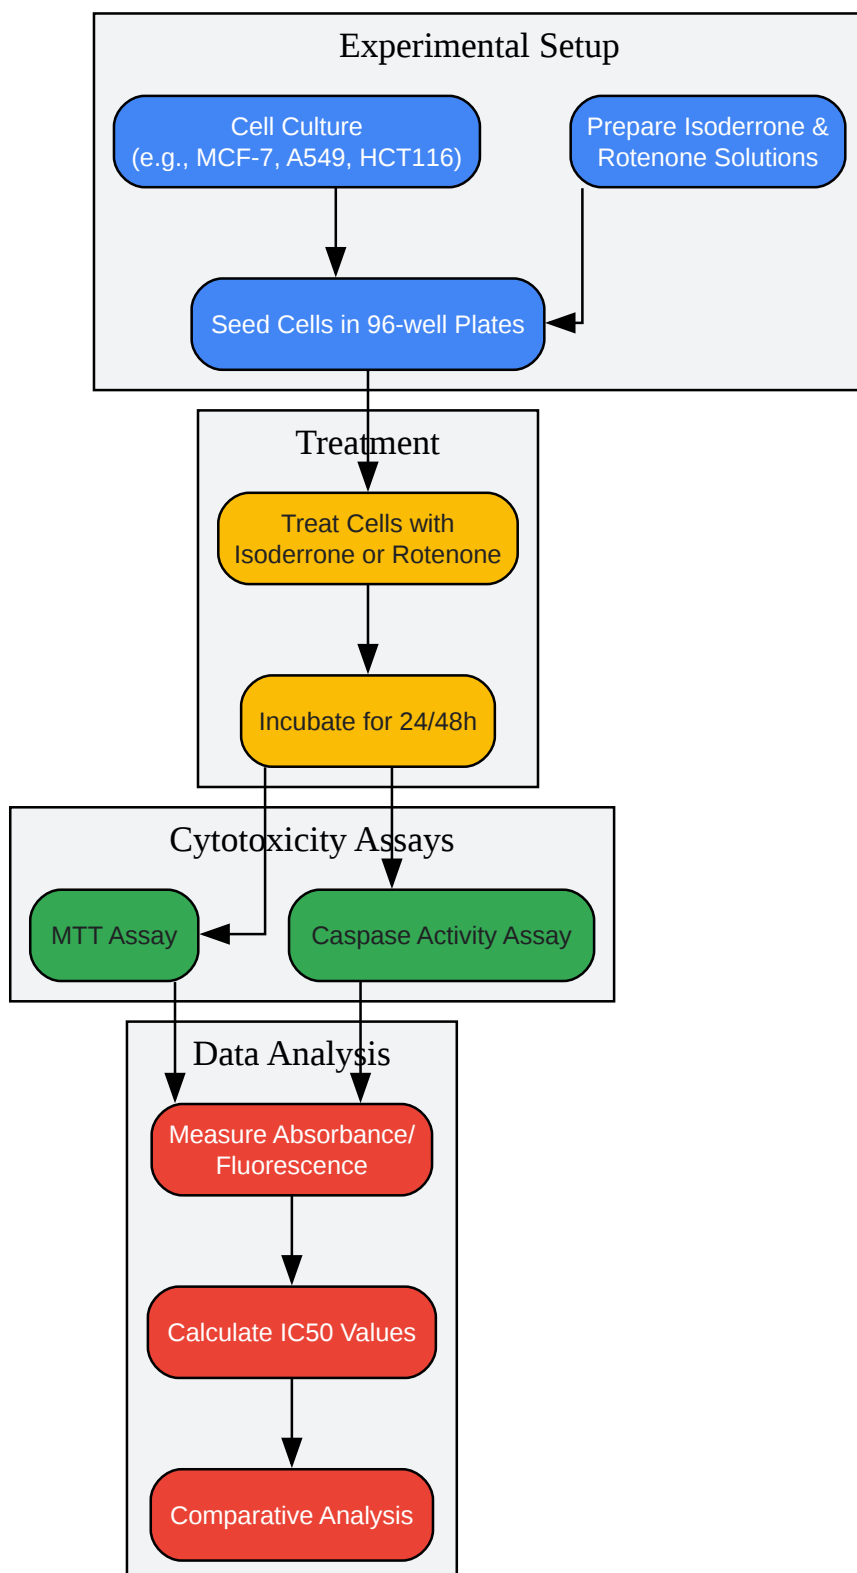 Experimental Setup
Cell Culture
(e.g., MCF-7, A549, HCT116)
Prepare Isoderrone &
Rotenone Solutions
Seed Cells in 96-well Plates
Treatment
Treat Cells with
Isoderrone or Rotenone
Incubate for 24/48h
Cytotoxicity Assays
MTT Assay
Caspase Activity Assay
Data Analysis
Measure Absorbance/
Fluorescence
Calculate IC50 Values
Comparative Analysis